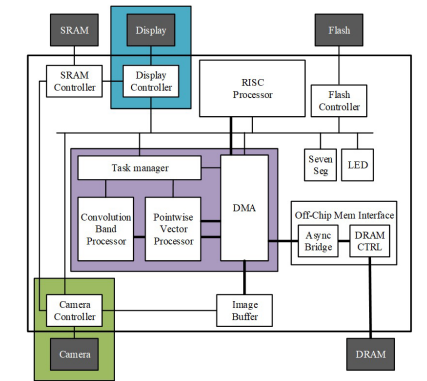 SRAM
Display
Flash
SRAM
Controller
Display
Controller
RISC
Processor
Flash
Controller
Task manager
Seven
Seg
LED
Convolution
Band
Processor
Pointwise
Vector
Processor
DMA
Off-Chip Mem Interface
Async
Bridge
DRAM
CTRL
Camera
Controller
Image
Buffer
Camera
DRAM